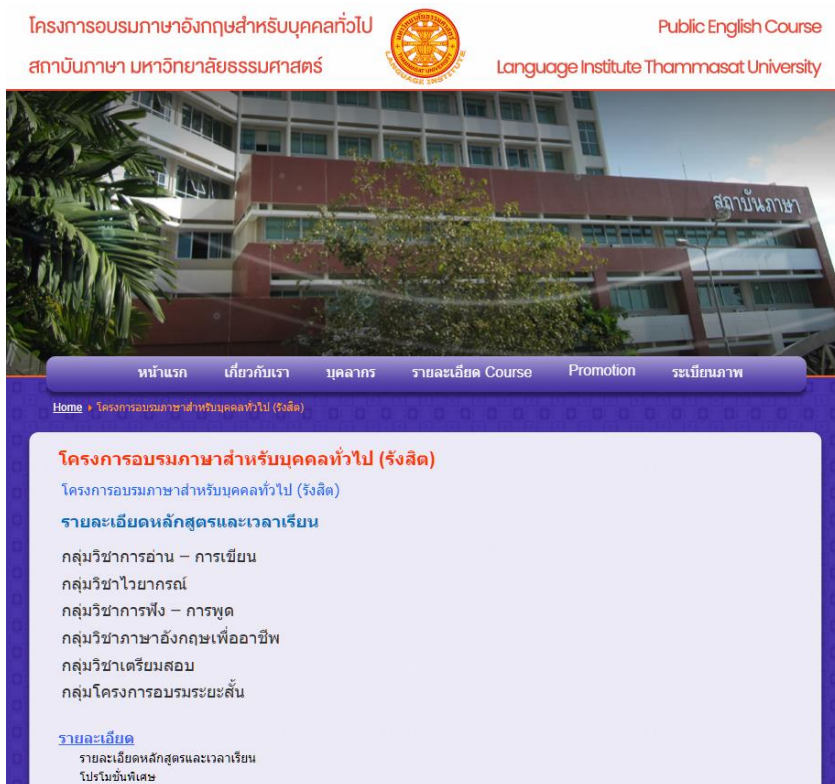 โครงการอบรมภาษาอังกฤษสำหรับบุคคลทั่วไป
สถาบันภาษา มหาวิทยาลัยธรรมศาสตร์
Public English Course
Language Institute Thammasat University
LANGUAGE INSTITUTE
สถาบันภาษา
หน้าแรก เกี่ยวกับเรา บุคลากร รายละเอียด Course Promotion ระเบียนภาพ
Home โครงการอบรมภาษาสำหรับบุคคลทั่วไป (รังสิต)
โครงการอบรมภาษาสำหรับบุคคลทั่วไป (รังสิต)
โครงการอบรมภาษาสำหรับบุคคลทั่วไป (รังสิต)
รายละเอียดหลักสูตรและเวลาเรียน
กลุ่มวิชาการอ่าน – การเขียน
กลุ่มวิชาไวยากรณ์
กลุ่มวิชาการฟัง – การพูด
กลุ่มวิชาภาษาอังกฤษเพื่ออาชีพ
กลุ่มวิชาเตรียมสอบ
กลุ่มโครงการอบรมระยะสั้น
รายละเอียด
รายละเอียดหลักสูตรและเวลาเรียน
โปรโมชั่นพิเศษ